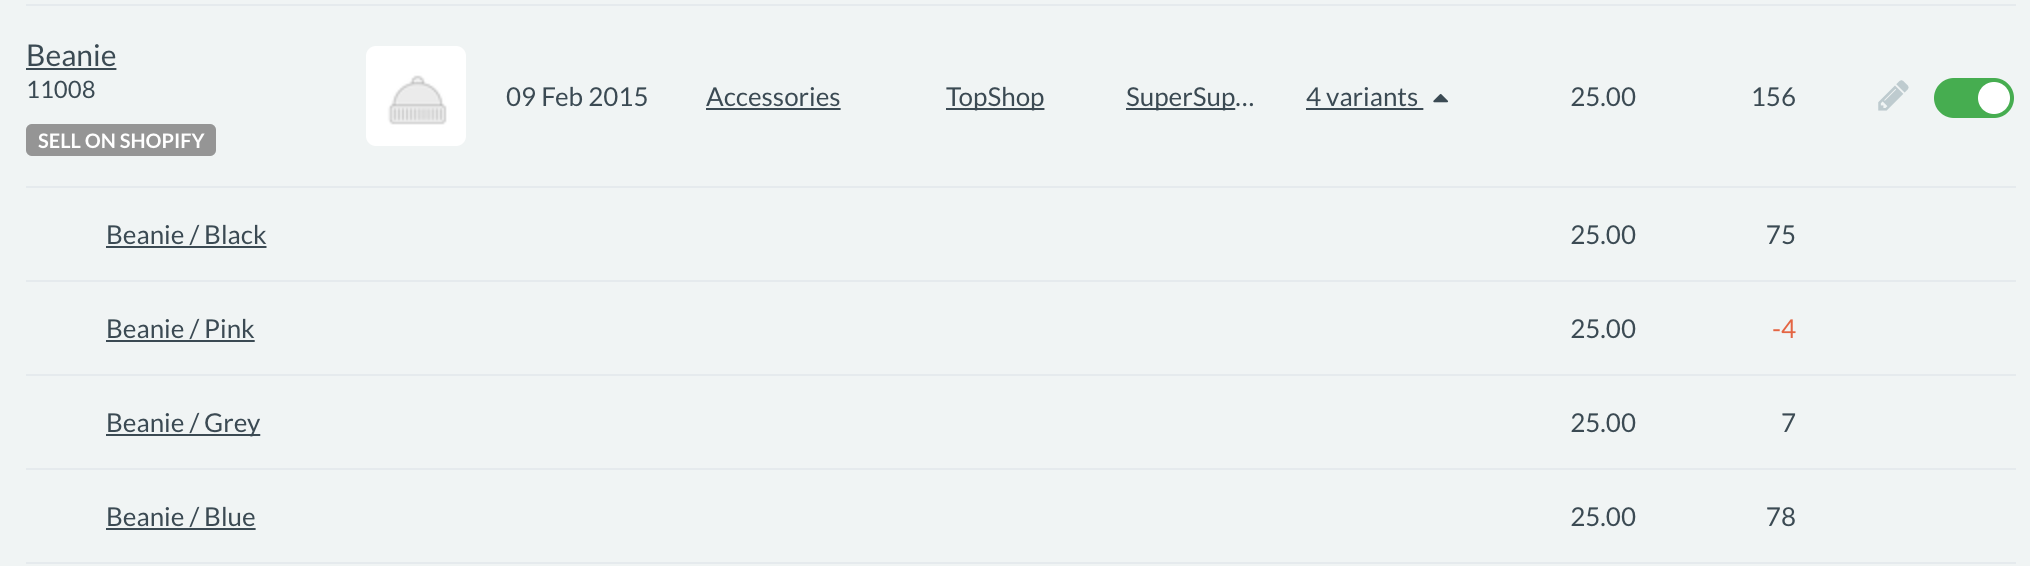 Beanie
11008
SELL ON SHOPIFY
09 Feb 2015 Accessories TopShop SuperSup... 4 variants 25.00 156
Beanie / Black 25.00 75
Beanie / Pink 25.00 -4
Beanie / Grey 25.00 7
Beanie / Blue 25.00 78